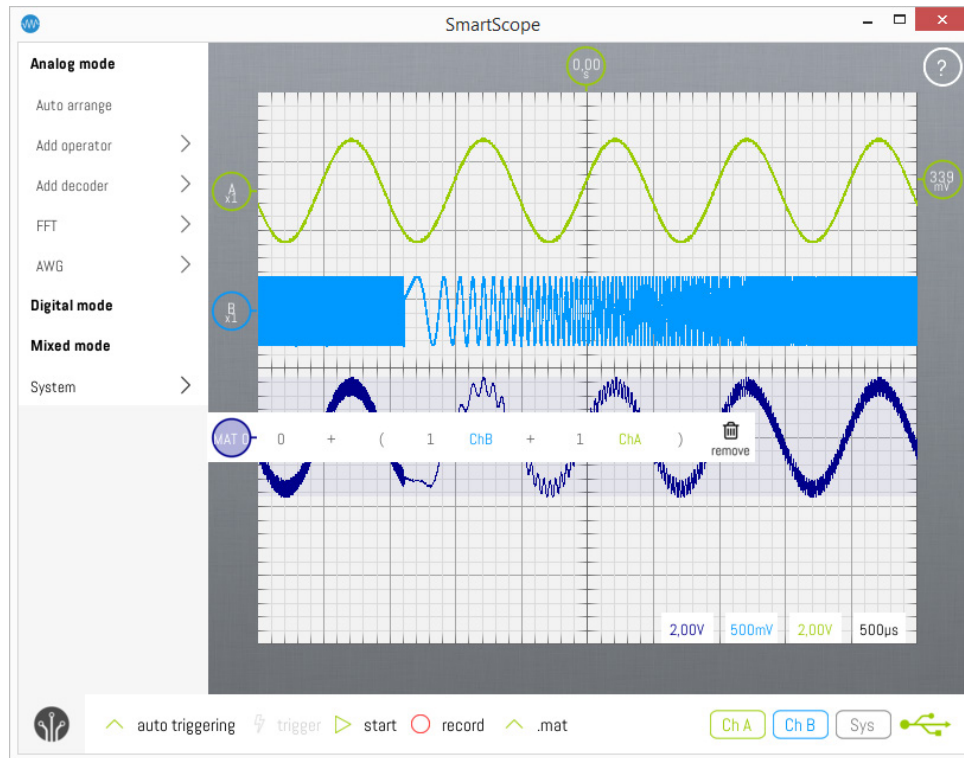 SmartScope
Analog mode
Auto arrange
Add operator
Add decoder
FFT
AWG
Digital mode
Mixed mode
System
0,00
s
?
A
x1
339
mV
B
x1
MAT 0
0 + ( 1 ChB + 1 ChA )
remove
2,00V 500mV 2,00V 500µs
auto triggering trigger start record .mat
Ch A Ch B Sys